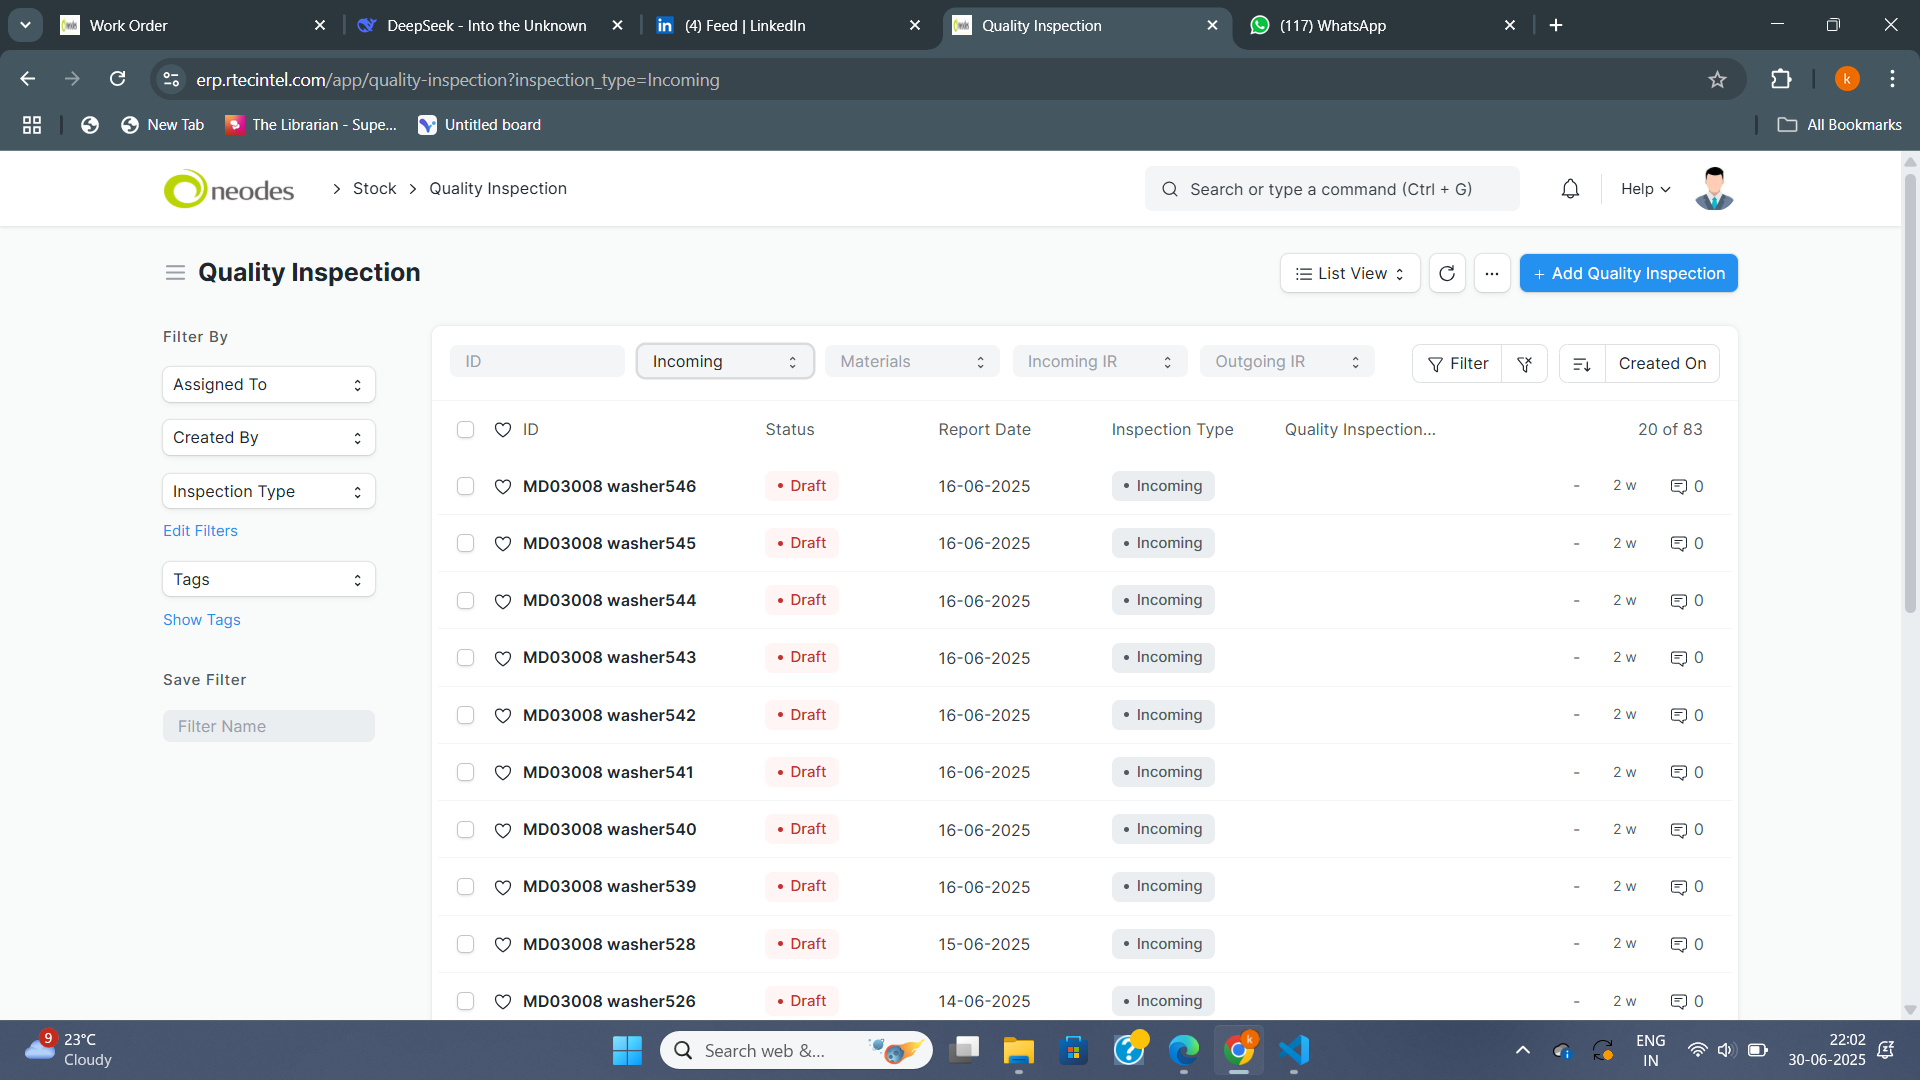 Work Order
DeepSeek - Into the Unknown
(4) Feed | LinkedIn
Quality Inspection
(117) WhatsApp
erp.rtecintel.com/app/quality-inspection?inspection_type=Incoming
k
New Tab
The Librarian - Supe...
Untitled board
All Bookmarks
neodes
Stock
Quality Inspection
Search or type a command (Ctrl + G)
Help
Quality Inspection
List View
+ Add Quality Inspection
Filter By
Assigned To
Created By
Inspection Type
Edit Filters
Tags
Show Tags
Save Filter
Filter Name
ID
Incoming
Materials
Incoming IR
Outgoing IR
Filter
Created On
ID Status Report Date Inspection Type Quality Inspection... 20 of 83
MD03008 washer546 • Draft 16-06-2025 • Incoming - 2 w 0
MD03008 washer545 • Draft 16-06-2025 • Incoming - 2 w 0
MD03008 washer544 • Draft 16-06-2025 • Incoming - 2 w 0
MD03008 washer543 • Draft 16-06-2025 • Incoming - 2 w 0
MD03008 washer542 • Draft 16-06-2025 • Incoming - 2 w 0
MD03008 washer541 • Draft 16-06-2025 • Incoming - 2 w 0
MD03008 washer540 • Draft 16-06-2025 • Incoming - 2 w 0
MD03008 washer539 • Draft 16-06-2025 • Incoming - 2 w 0
MD03008 washer528 • Draft 15-06-2025 • Incoming - 2 w 0
MD03008 washer526 • Draft 14-06-2025 • Incoming - 2 w 0
9
23°C
Cloudy
Search web &...
k
ENG
IN
22:02
30-06-2025